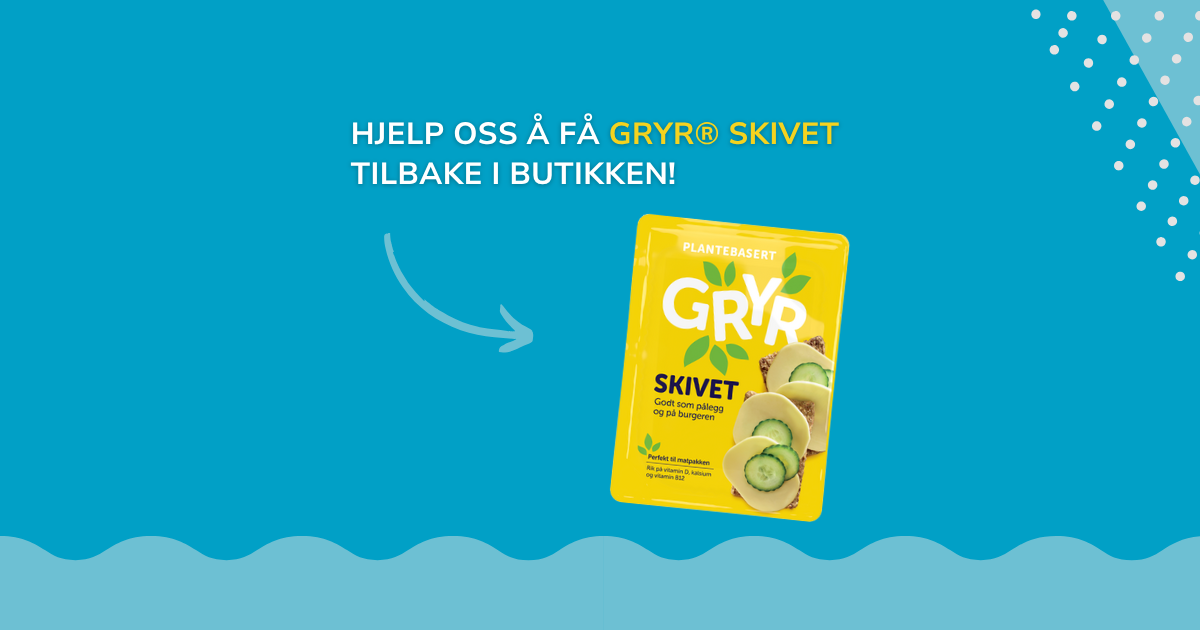 HJELP OSS Å FÅ GRYR® SKIVET
TILBAKE I BUTIKKEN!
PLANTEBASERT
GRYR
SKIVET
Godt som pålegg
og på burgeren
Perfekt til matpakken
Rik på vitamin D, kalsium
og vitamin B12